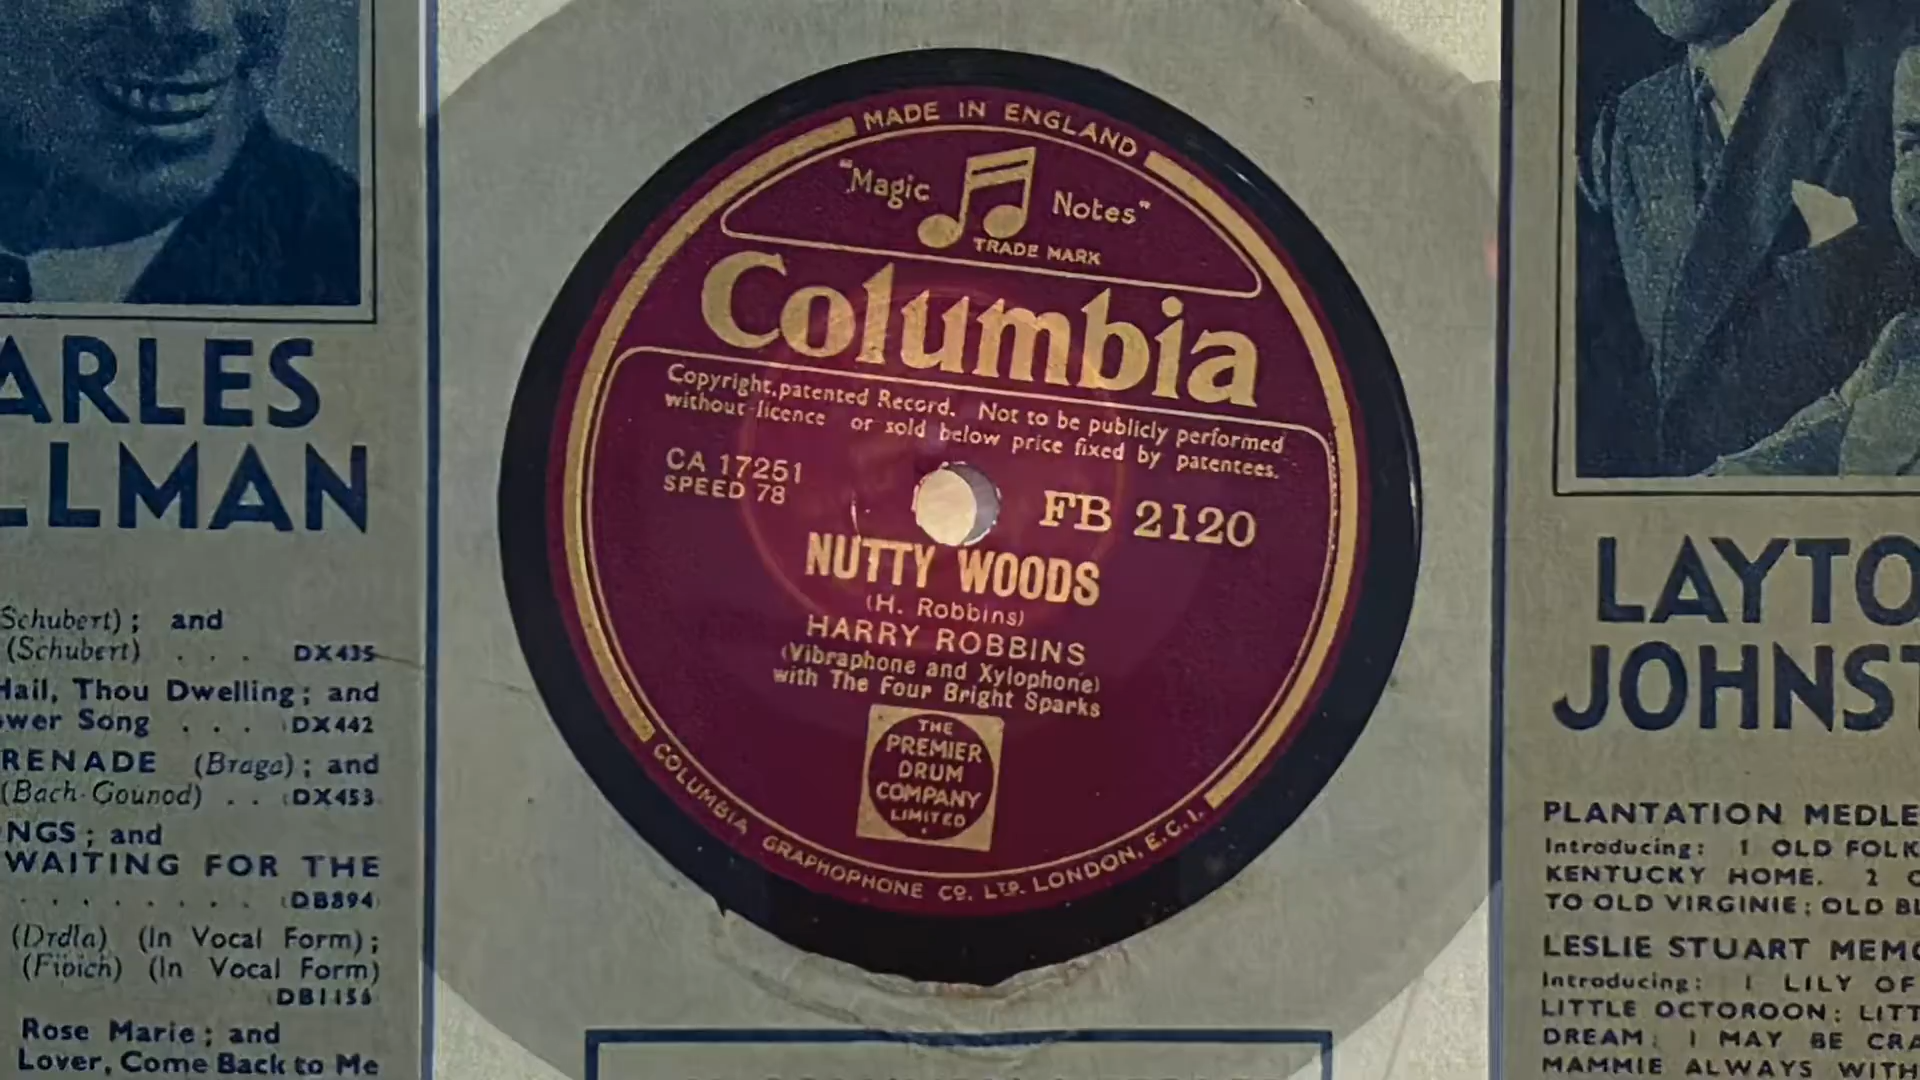 MADE IN ENGLAND
"Magic Notes"
TRADE MARK
Columbia
Copyright, patented Record. Not to be publicly performed
without licence or sold below price fixed by patentees.
CA 17251
SPEED 78
FB 2120
NUTTY WOODS
(H. Robbins)
HARRY ROBBINS
(Vibraphone and Xylophone)
with The Four Bright Sparks
THE
PREMIER
DRUM
COMPANY
LIMITED
COLUMBIA GRAPHOPHONE CO. LTD. LONDON, E.C.1.
ARLES
LLMAN
Schubert); and
(Schubert) . . . DX435
Hail, Thou Dwelling; and
wer Song . . . DX442
RENADE (Braga); and
(Bach-Gounod) . . DX453
NGS; and
WAITING FOR THE
. . . . . . . . DB894
(Drdla) (In Vocal Form);
(Fibich) (In Vocal Form)
DB1156
Rose Marie; and
Lover, Come Back to Me
LAYTO
JOHNST
PLANTATION MEDLE
Introducing: 1 OLD FOLK
KENTUCKY HOME. 2
TO OLD VIRGINIE; OLD BL
LESLIE STUART MEMO
Introducing: 1 LILY OF
LITTLE OCTOROON; LITT
DREAM; I MAY BE CRA
MAMMIE ALWAYS WITH